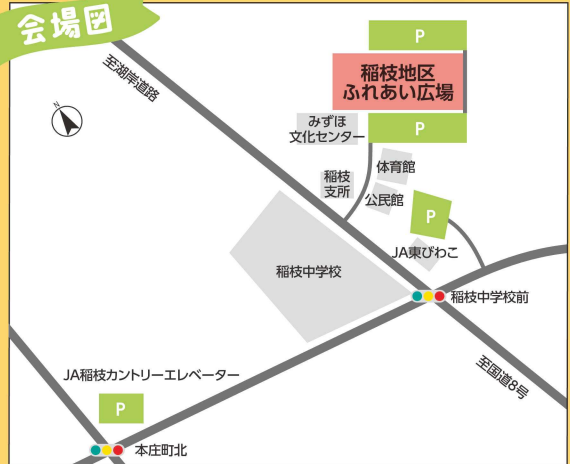 会場図
P
至湖岸道路
稲枝地区
ふれあい広場
N
みずほ
文化センター
P
体育館
稲枝
支所
公民館
P
JA東びわこ
稲枝中学校
稲枝中学校前
至国道8号
JA稲枝カントリーエレベーター
P
本庄町北